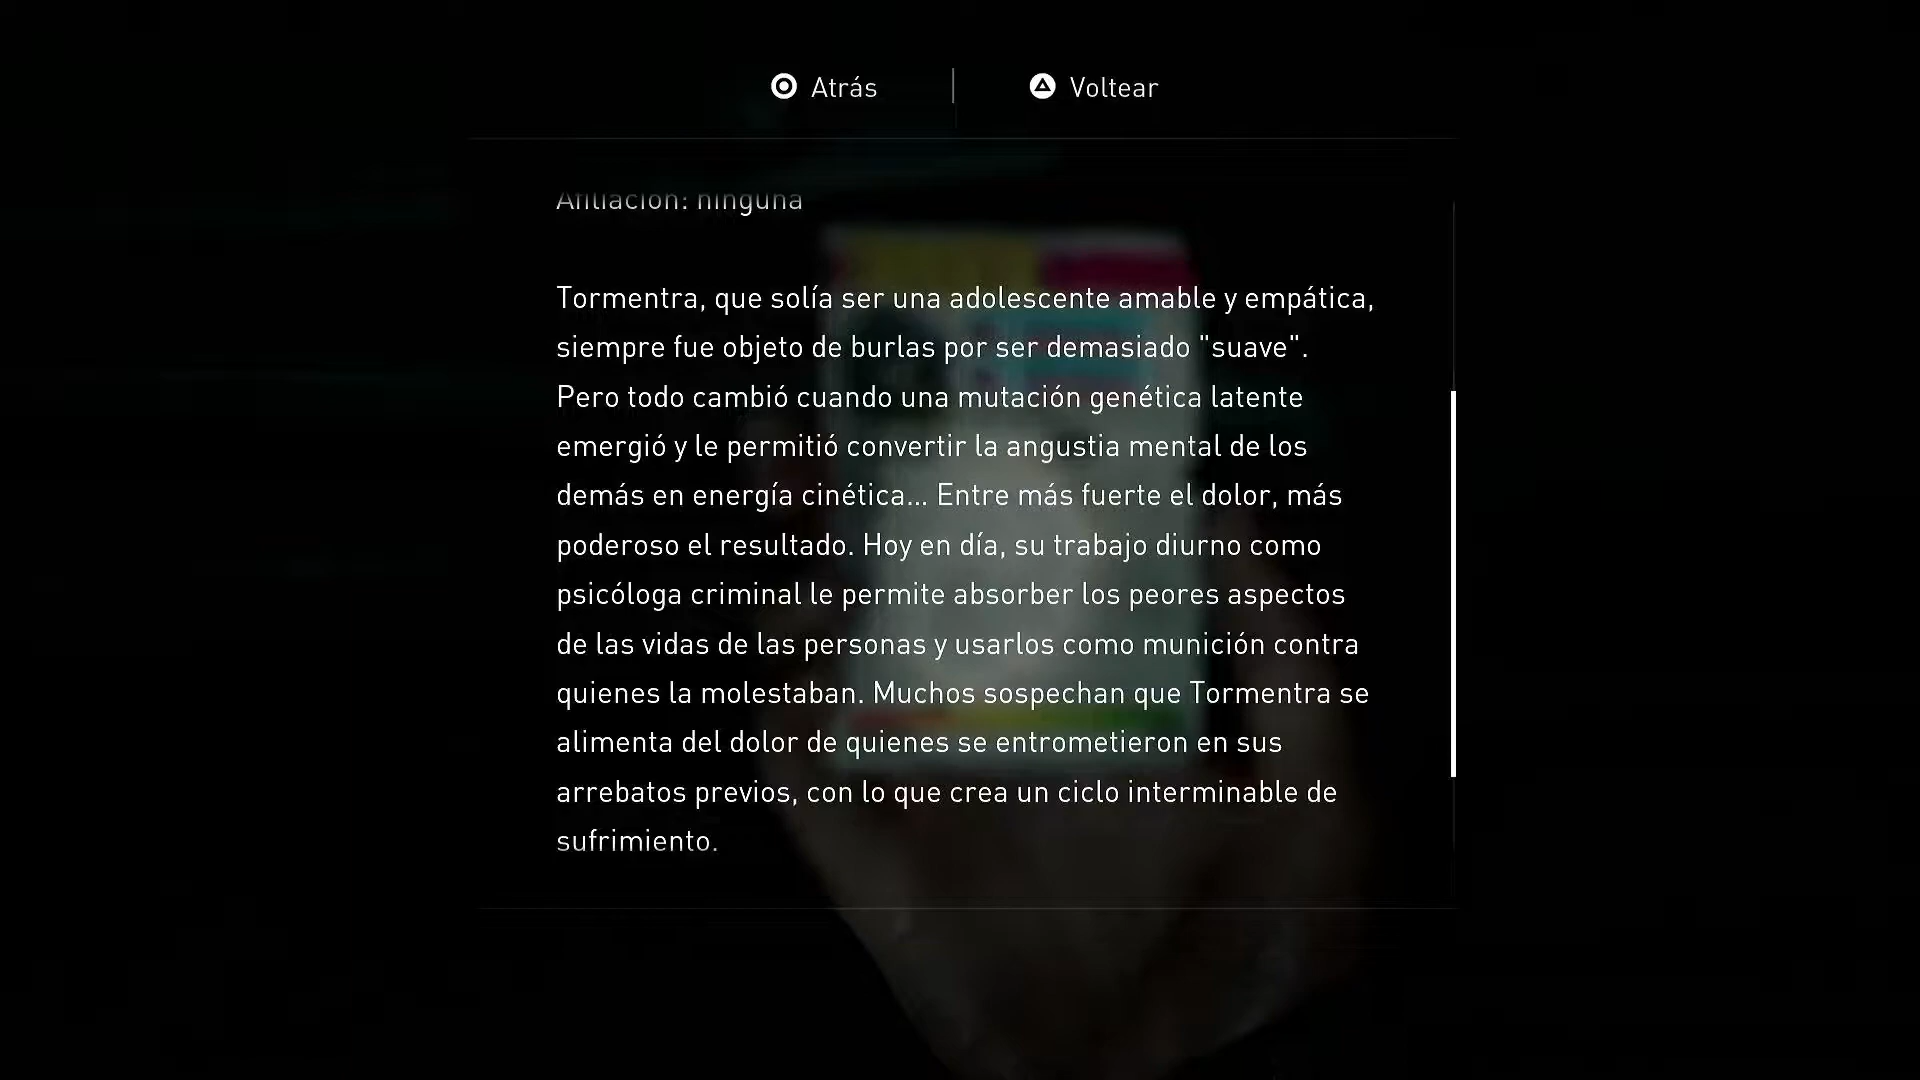 Atrás
Voltear
Afiliación: ninguna
Tormentra, que solía ser una adolescente amable y empática,
siempre fue objeto de burlas por ser demasiado "suave".
Pero todo cambió cuando una mutación genética latente
emergió y le permitió convertir la angustia mental de los
demás en energía cinética... Entre más fuerte el dolor, más
poderoso el resultado. Hoy en día, su trabajo diurno como
psicóloga criminal le permite absorber los peores aspectos
de las vidas de las personas y usarlos como munición contra
quienes la molestaban. Muchos sospechan que Tormentra se
alimenta del dolor de quienes se entrometieron en sus
arrebatos previos, con lo que crea un ciclo interminable de
sufrimiento.